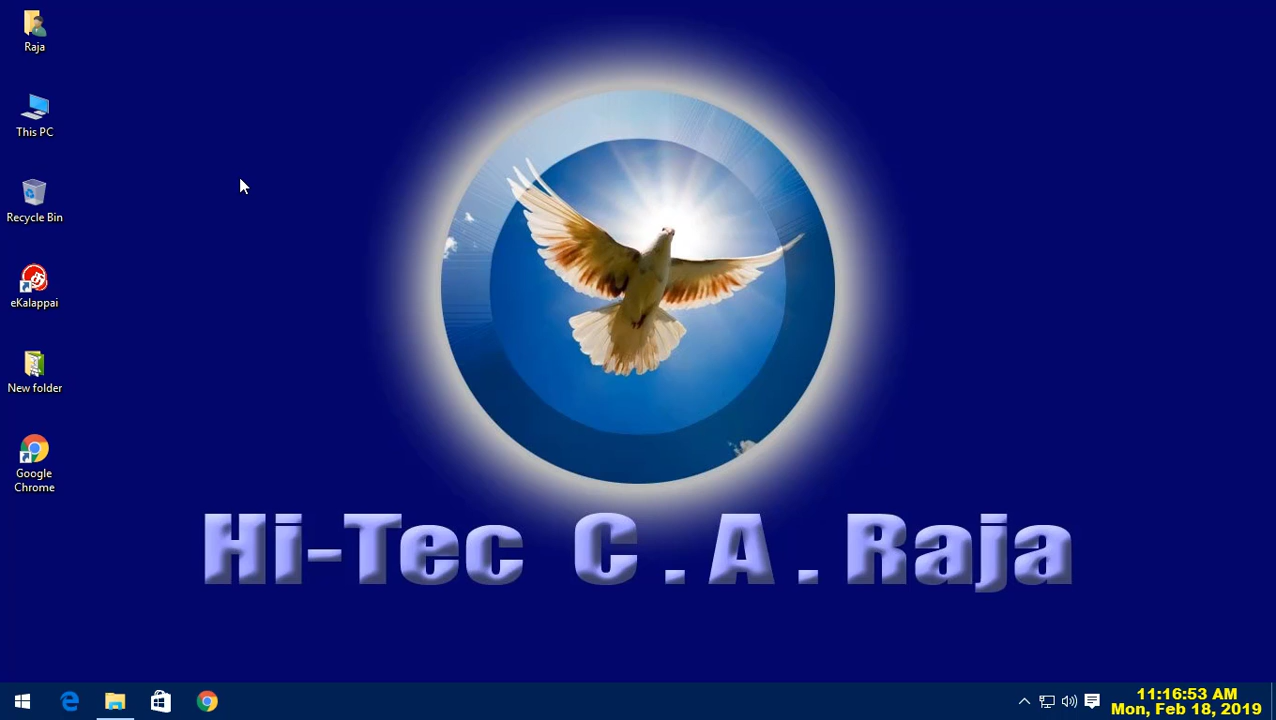 Raja
This PC
Recycle Bin
eKalappai
New folder
Google
Chrome
Hi-Tec C . A . Raja
11:16:53 AM
Mon, Feb 18, 2019